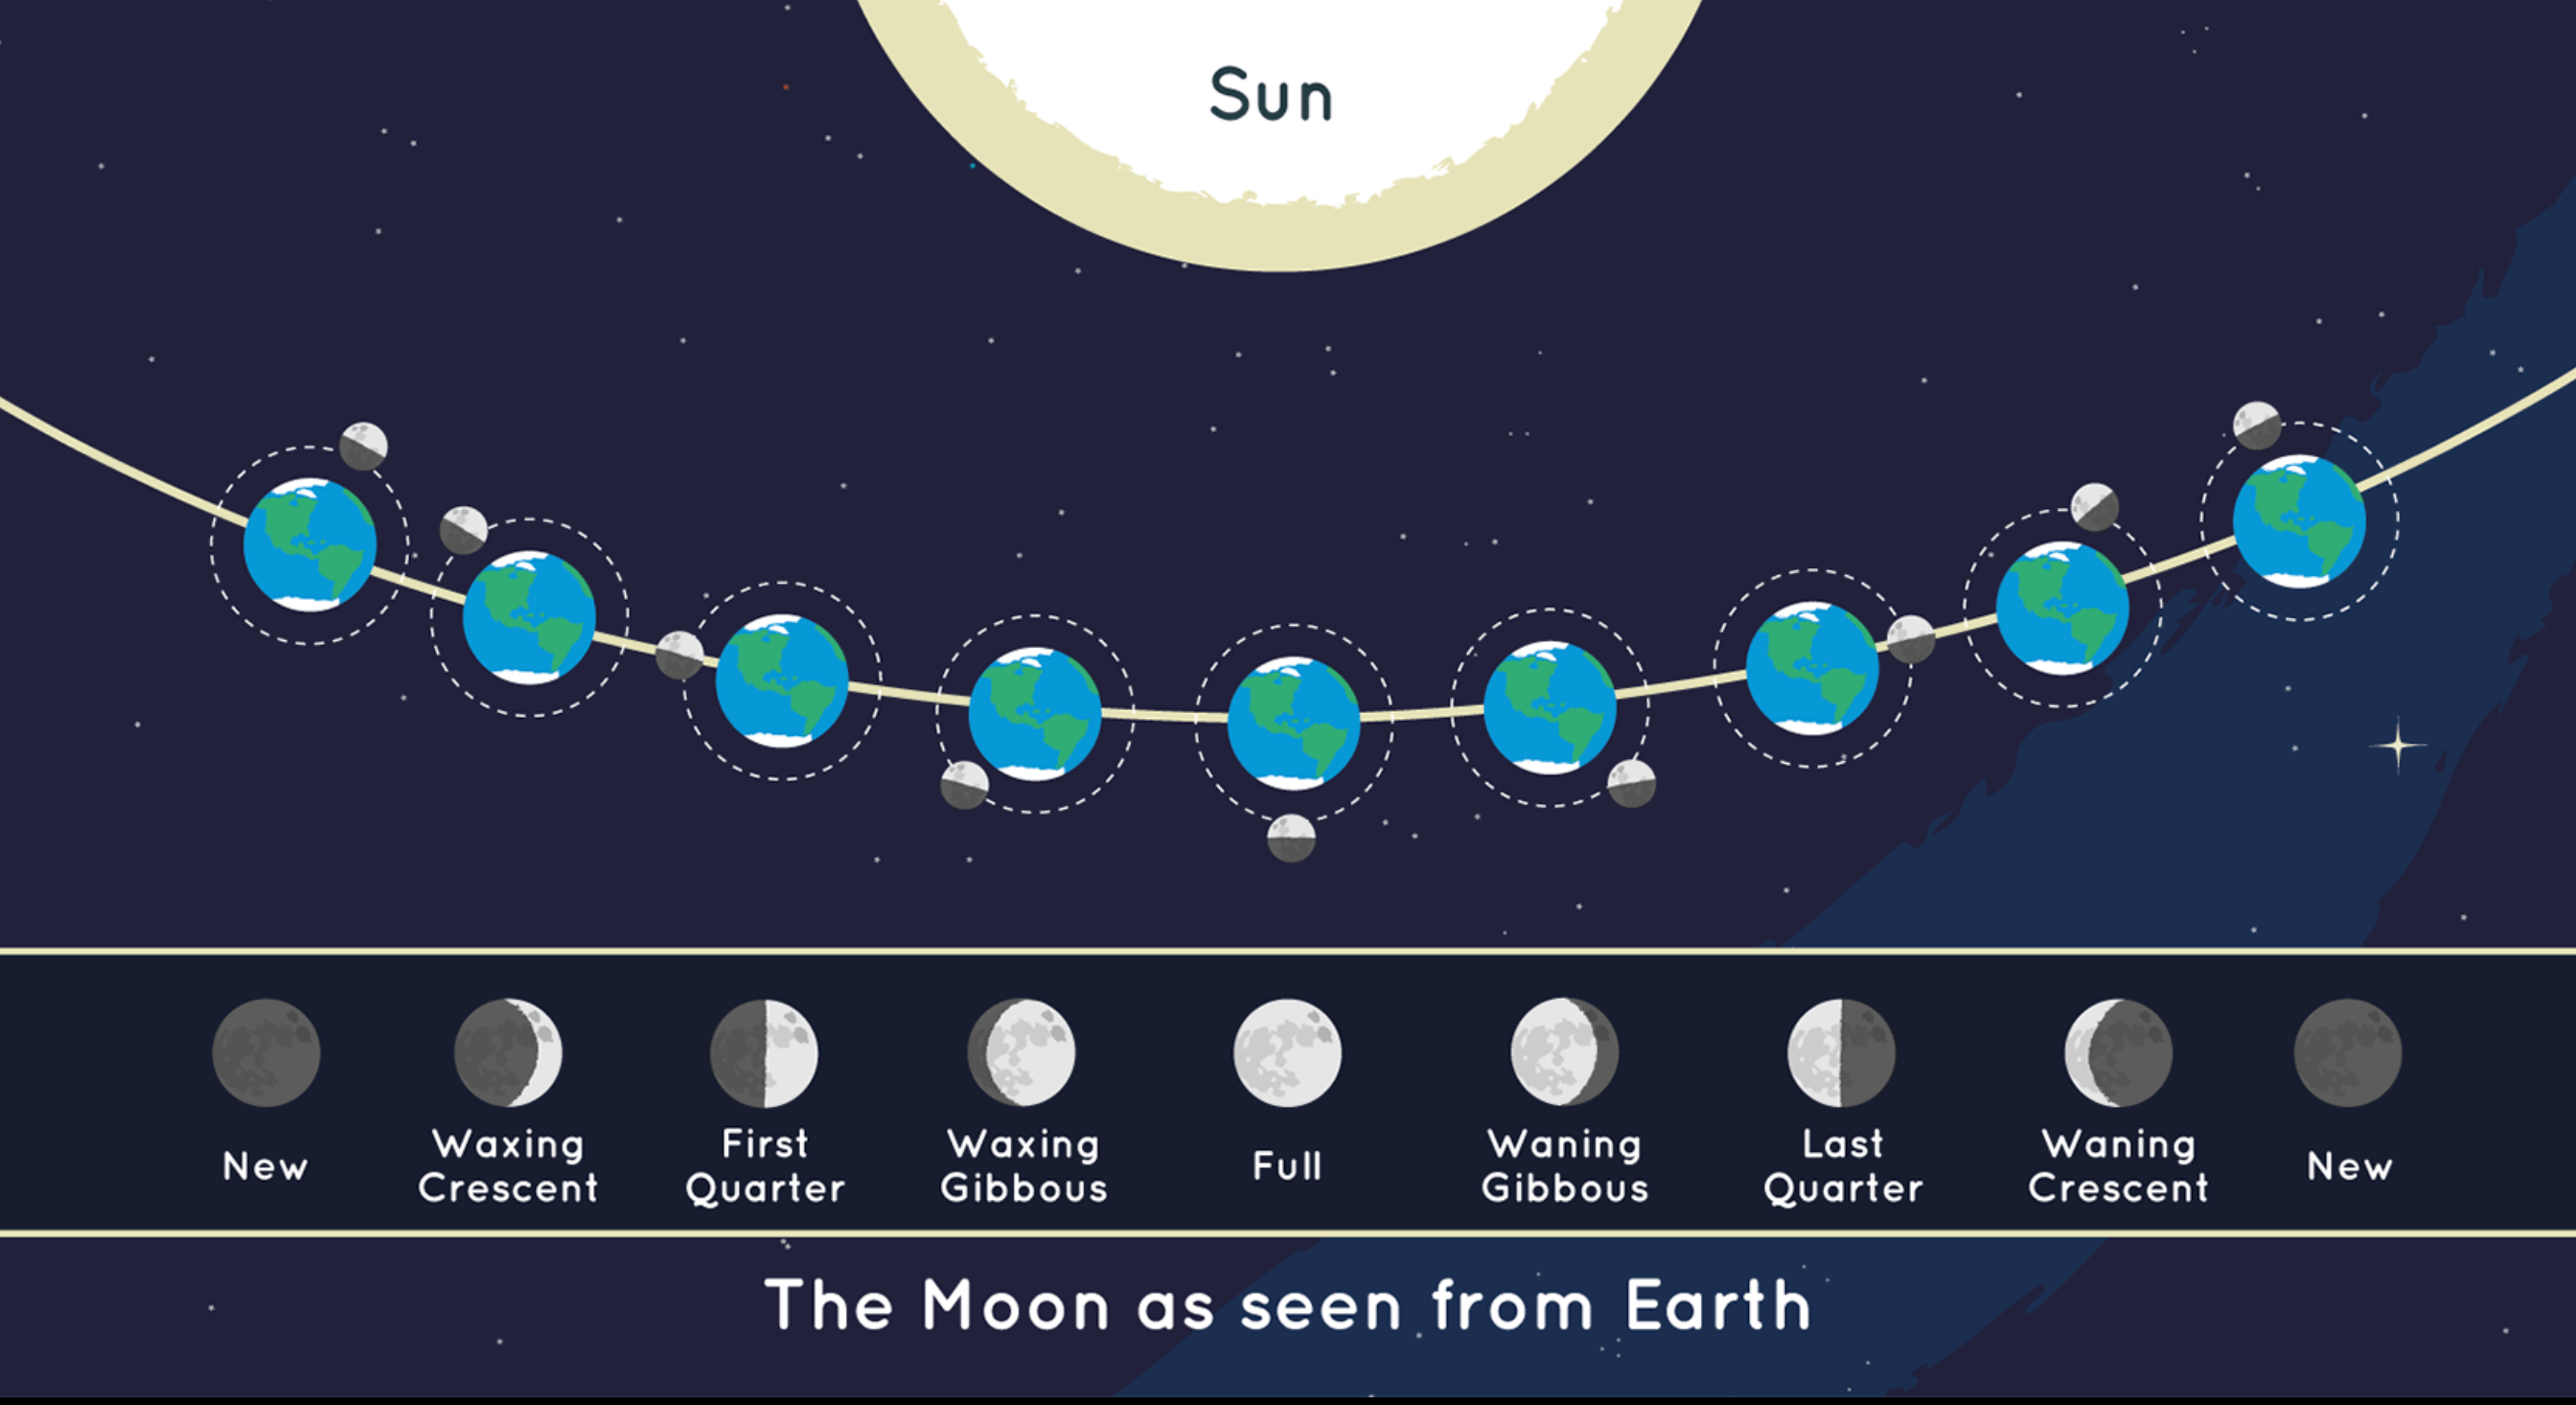 Sun
New
Waxing
Crescent
First
Quarter
Waxing
Gibbous
Full
Waning
Gibbous
Last
Quarter
Waning
Crescent
New
The Moon as seen from Earth